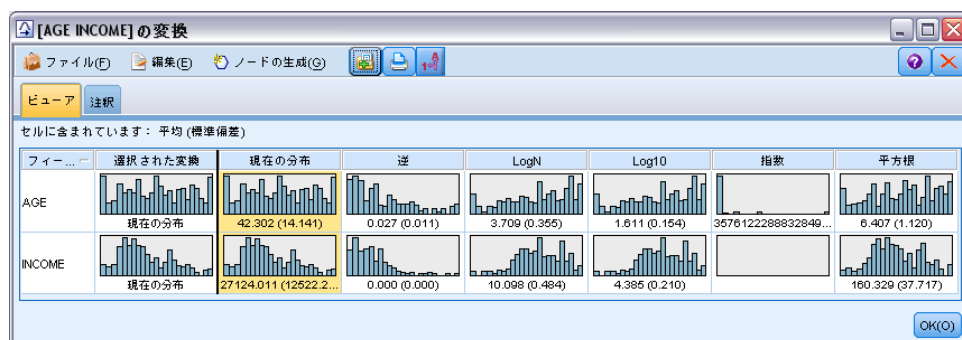 [AGE INCOME] の変換
ファイル(F) 編集(E) ノードの生成(G)
ビューア 注釈
セルに含まれています： 平均 (標準偏差)
フィー... 選択された変換 現在の分布 逆 LogN Log10 指数 平方根
AGE
現在の分布 42.302 (14.141) 0.027 (0.011) 3.709 (0.355) 1.611 (0.154) 3576122288832849... 6.407 (1.120)
INCOME
現在の分布 27124.011 (12522.2... 0.000 (0.000) 10.098 (0.484) 4.385 (0.210) 160.329 (37.717)
OK(O)